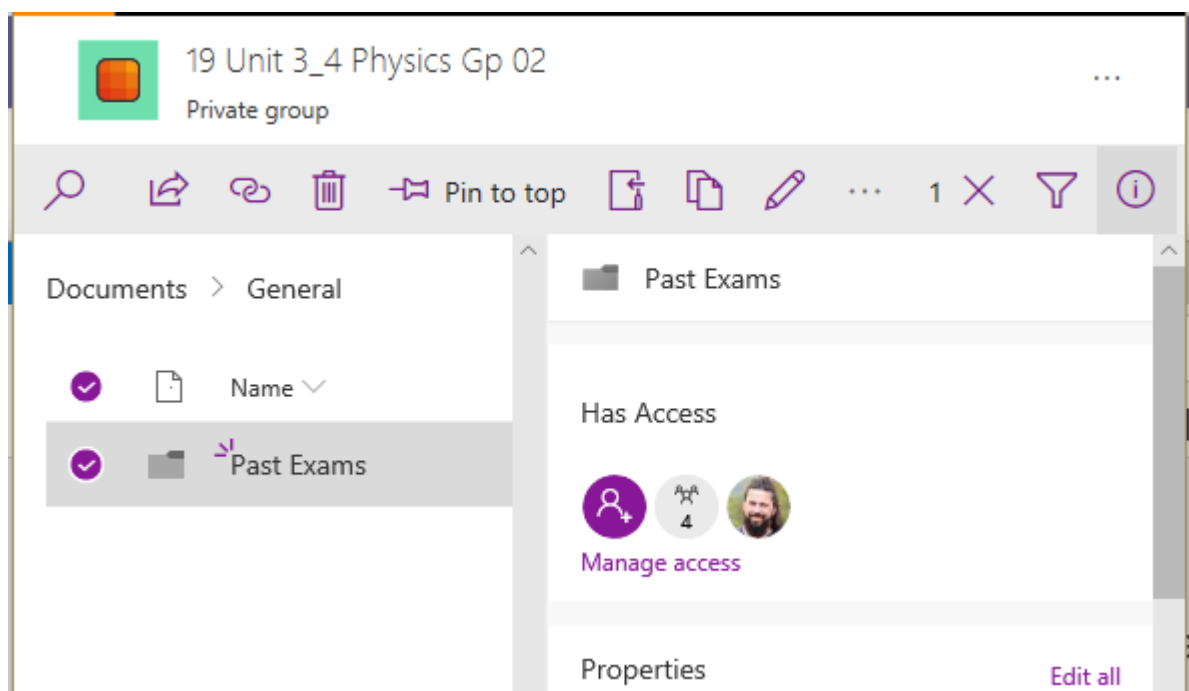 19 Unit 3_4 Physics Gp 02
...
Private group
Pin to top ... 1
Documents > General
Name
Past Exams
Past Exams
Has Access
4
Manage access
Properties
Edit all